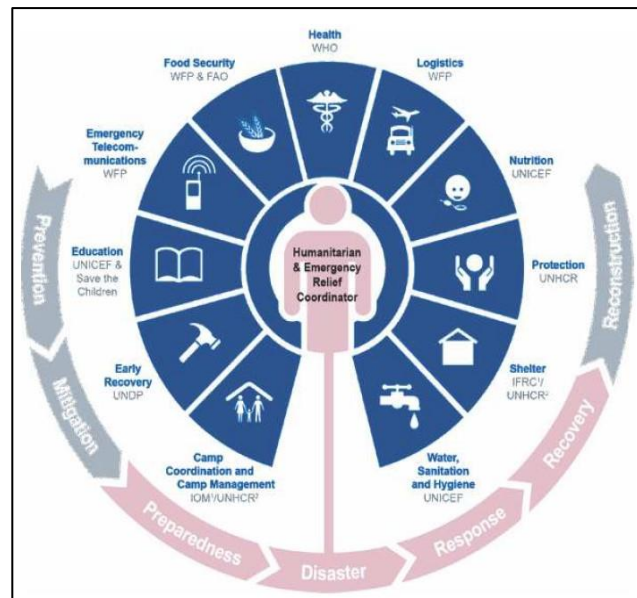 Health
WHO
Food Security
WFP & FAO
Logistics
WFP
Emergency
Telecom-
munications
WFP
Nutrition
UNICEF
Education
UNICEF &
Save the
Children
Humanitarian
& Emergency
Relief
Coordinator
Protection
UNHCR
Early
Recovery
UNDP
Shelter
IFRC¹/
UNHCR²
Camp
Coordination and
Camp Management
IOM¹/UNHCR²
Water,
Sanitation
and Hygiene
UNICEF
Prevention
Mitigation
Preparedness
Disaster
Response
Recovery
Reconstruction